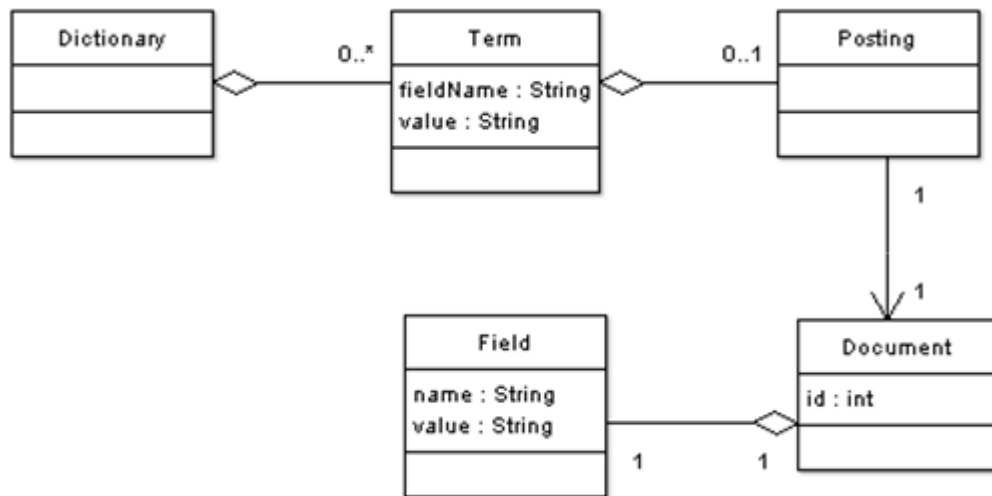 Dictionary
0..*
Term
fieldName : String
value : String
0..1
Posting
1
1
Field
name : String
value : String
1
1
Document
id : int